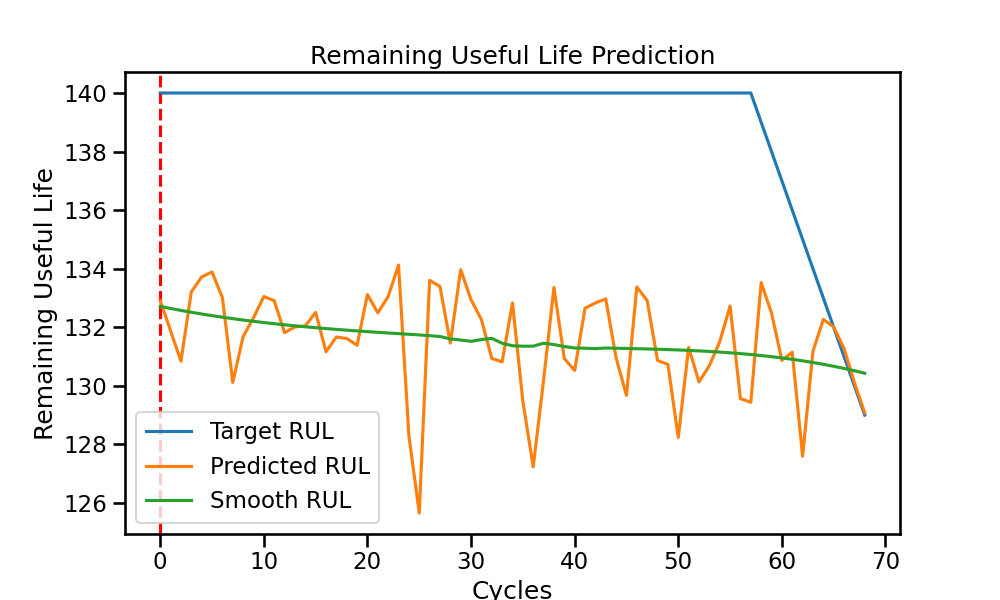 Remaining Useful Life Prediction
Remaining Useful Life
140
138
136
134
132
130
128
126
Target RUL
Predicted RUL
Smooth RUL
0 10 20 30 40 50 60 70
Cycles